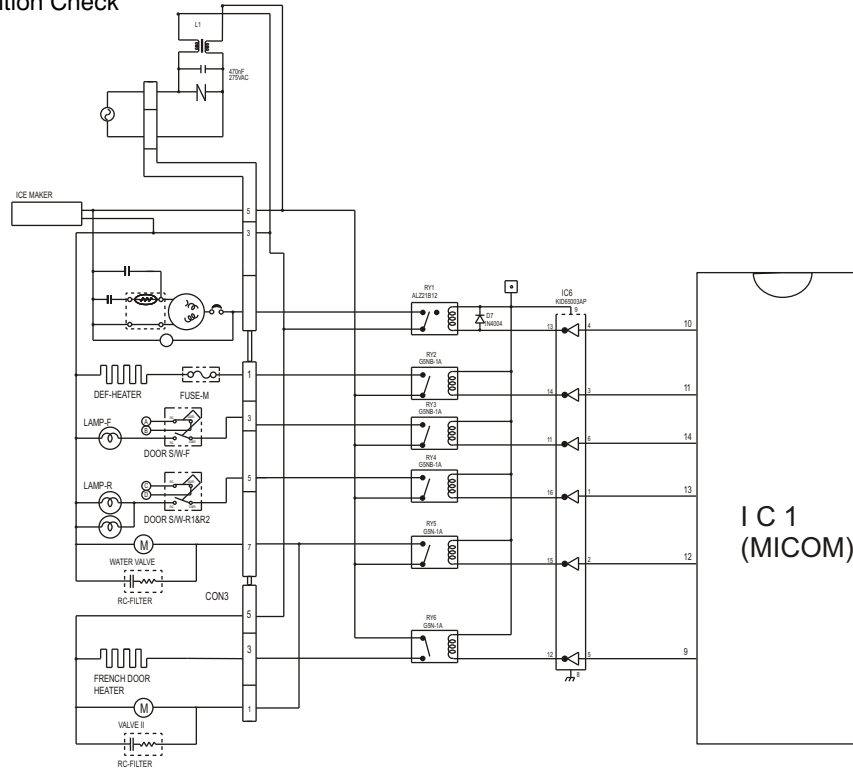 ition Check
L1
470nF
275VAC
ICE MAKER
5
3
RY1
ALZ21B12
D7
1N4004
IC6
KID65003AP
9
13
4
10
RY2
G5NB-1A
1
14
3
11
DEF-HEATER
FUSE-M
RY3
G5NB-1A
LAMP-F
A
B
3
11
6
14
DOOR S/W-F
RY4
G5NB-1A
LAMP-R
C
D
5
16
1
13
DOOR S/W-R1&R2
I C 1
(MICOM)
RY5
G5N-1A
M
7
15
2
12
WATER VALVE
RC-FILTER
CON3
5
RY6
G5N-1A
3
12
5
9
8
FRENCH DOOR
HEATER
M
1
VALVE II
RC-FILTER